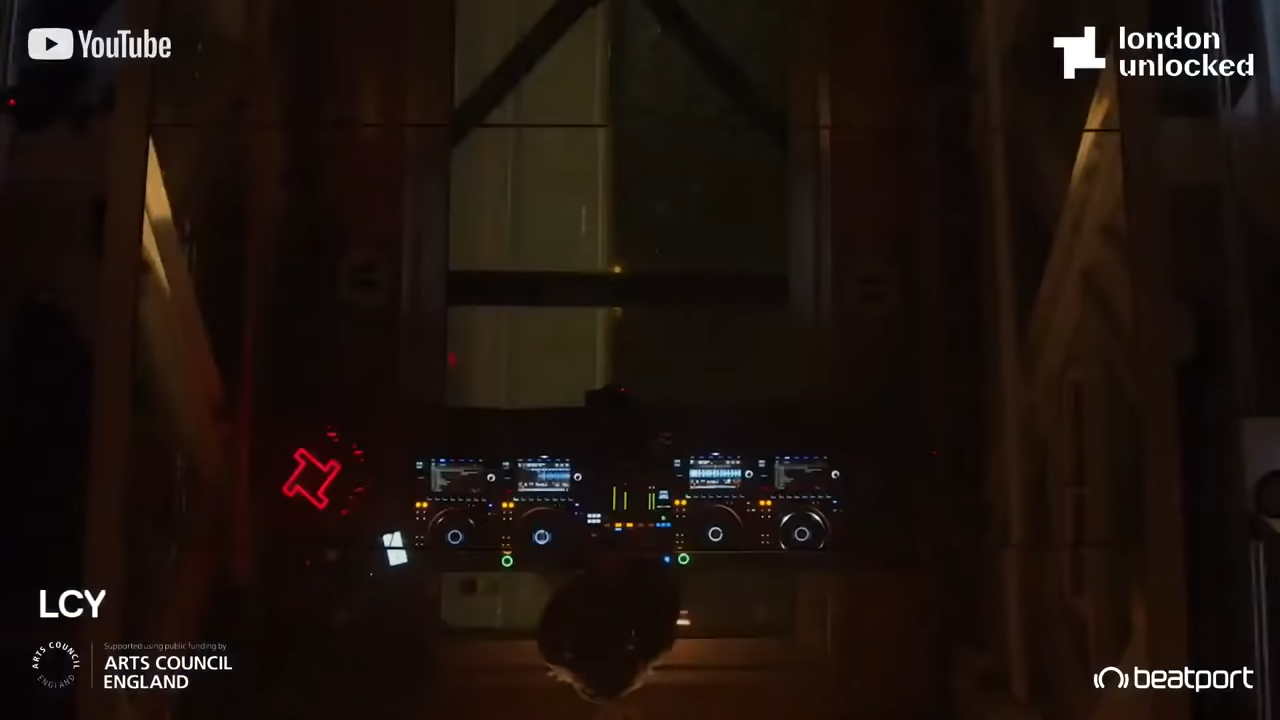 YouTube
london
unlocked
LCY
ARTS COUNCIL
ENGLAND
Supported using public funding by
ARTS COUNCIL
ENGLAND
beatport